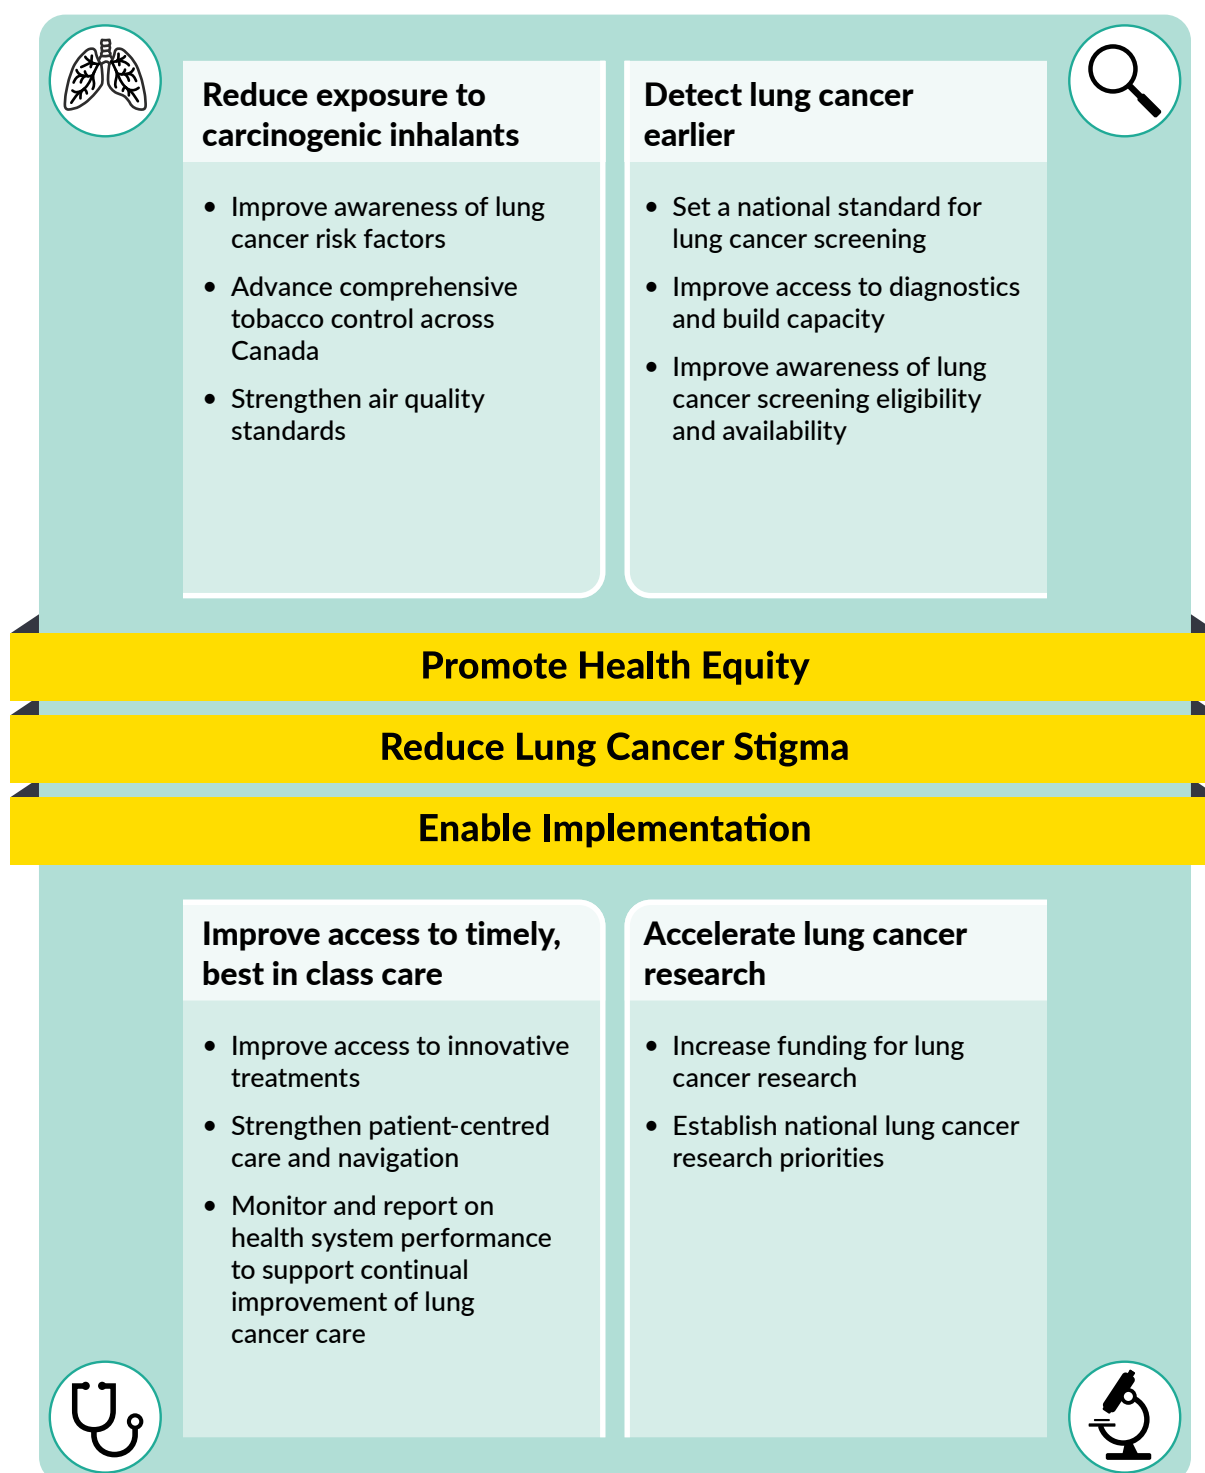 Reduce exposure to
carcinogenic inhalants
• Improve awareness of lung
cancer risk factors
• Advance comprehensive
tobacco control across
Canada
• Strengthen air quality
standards
Detect lung cancer
earlier
• Set a national standard for
lung cancer screening
• Improve access to diagnostics
and build capacity
• Improve awareness of lung
cancer screening eligibility
and availability
Promote Health Equity
Reduce Lung Cancer Stigma
Enable Implementation
Improve access to timely,
best in class care
• Improve access to innovative
treatments
• Strengthen patient-centred
care and navigation
• Monitor and report on
health system performance
to support continual
improvement of lung
cancer care
Accelerate lung cancer
research
• Increase funding for lung
cancer research
• Establish national lung cancer
research priorities